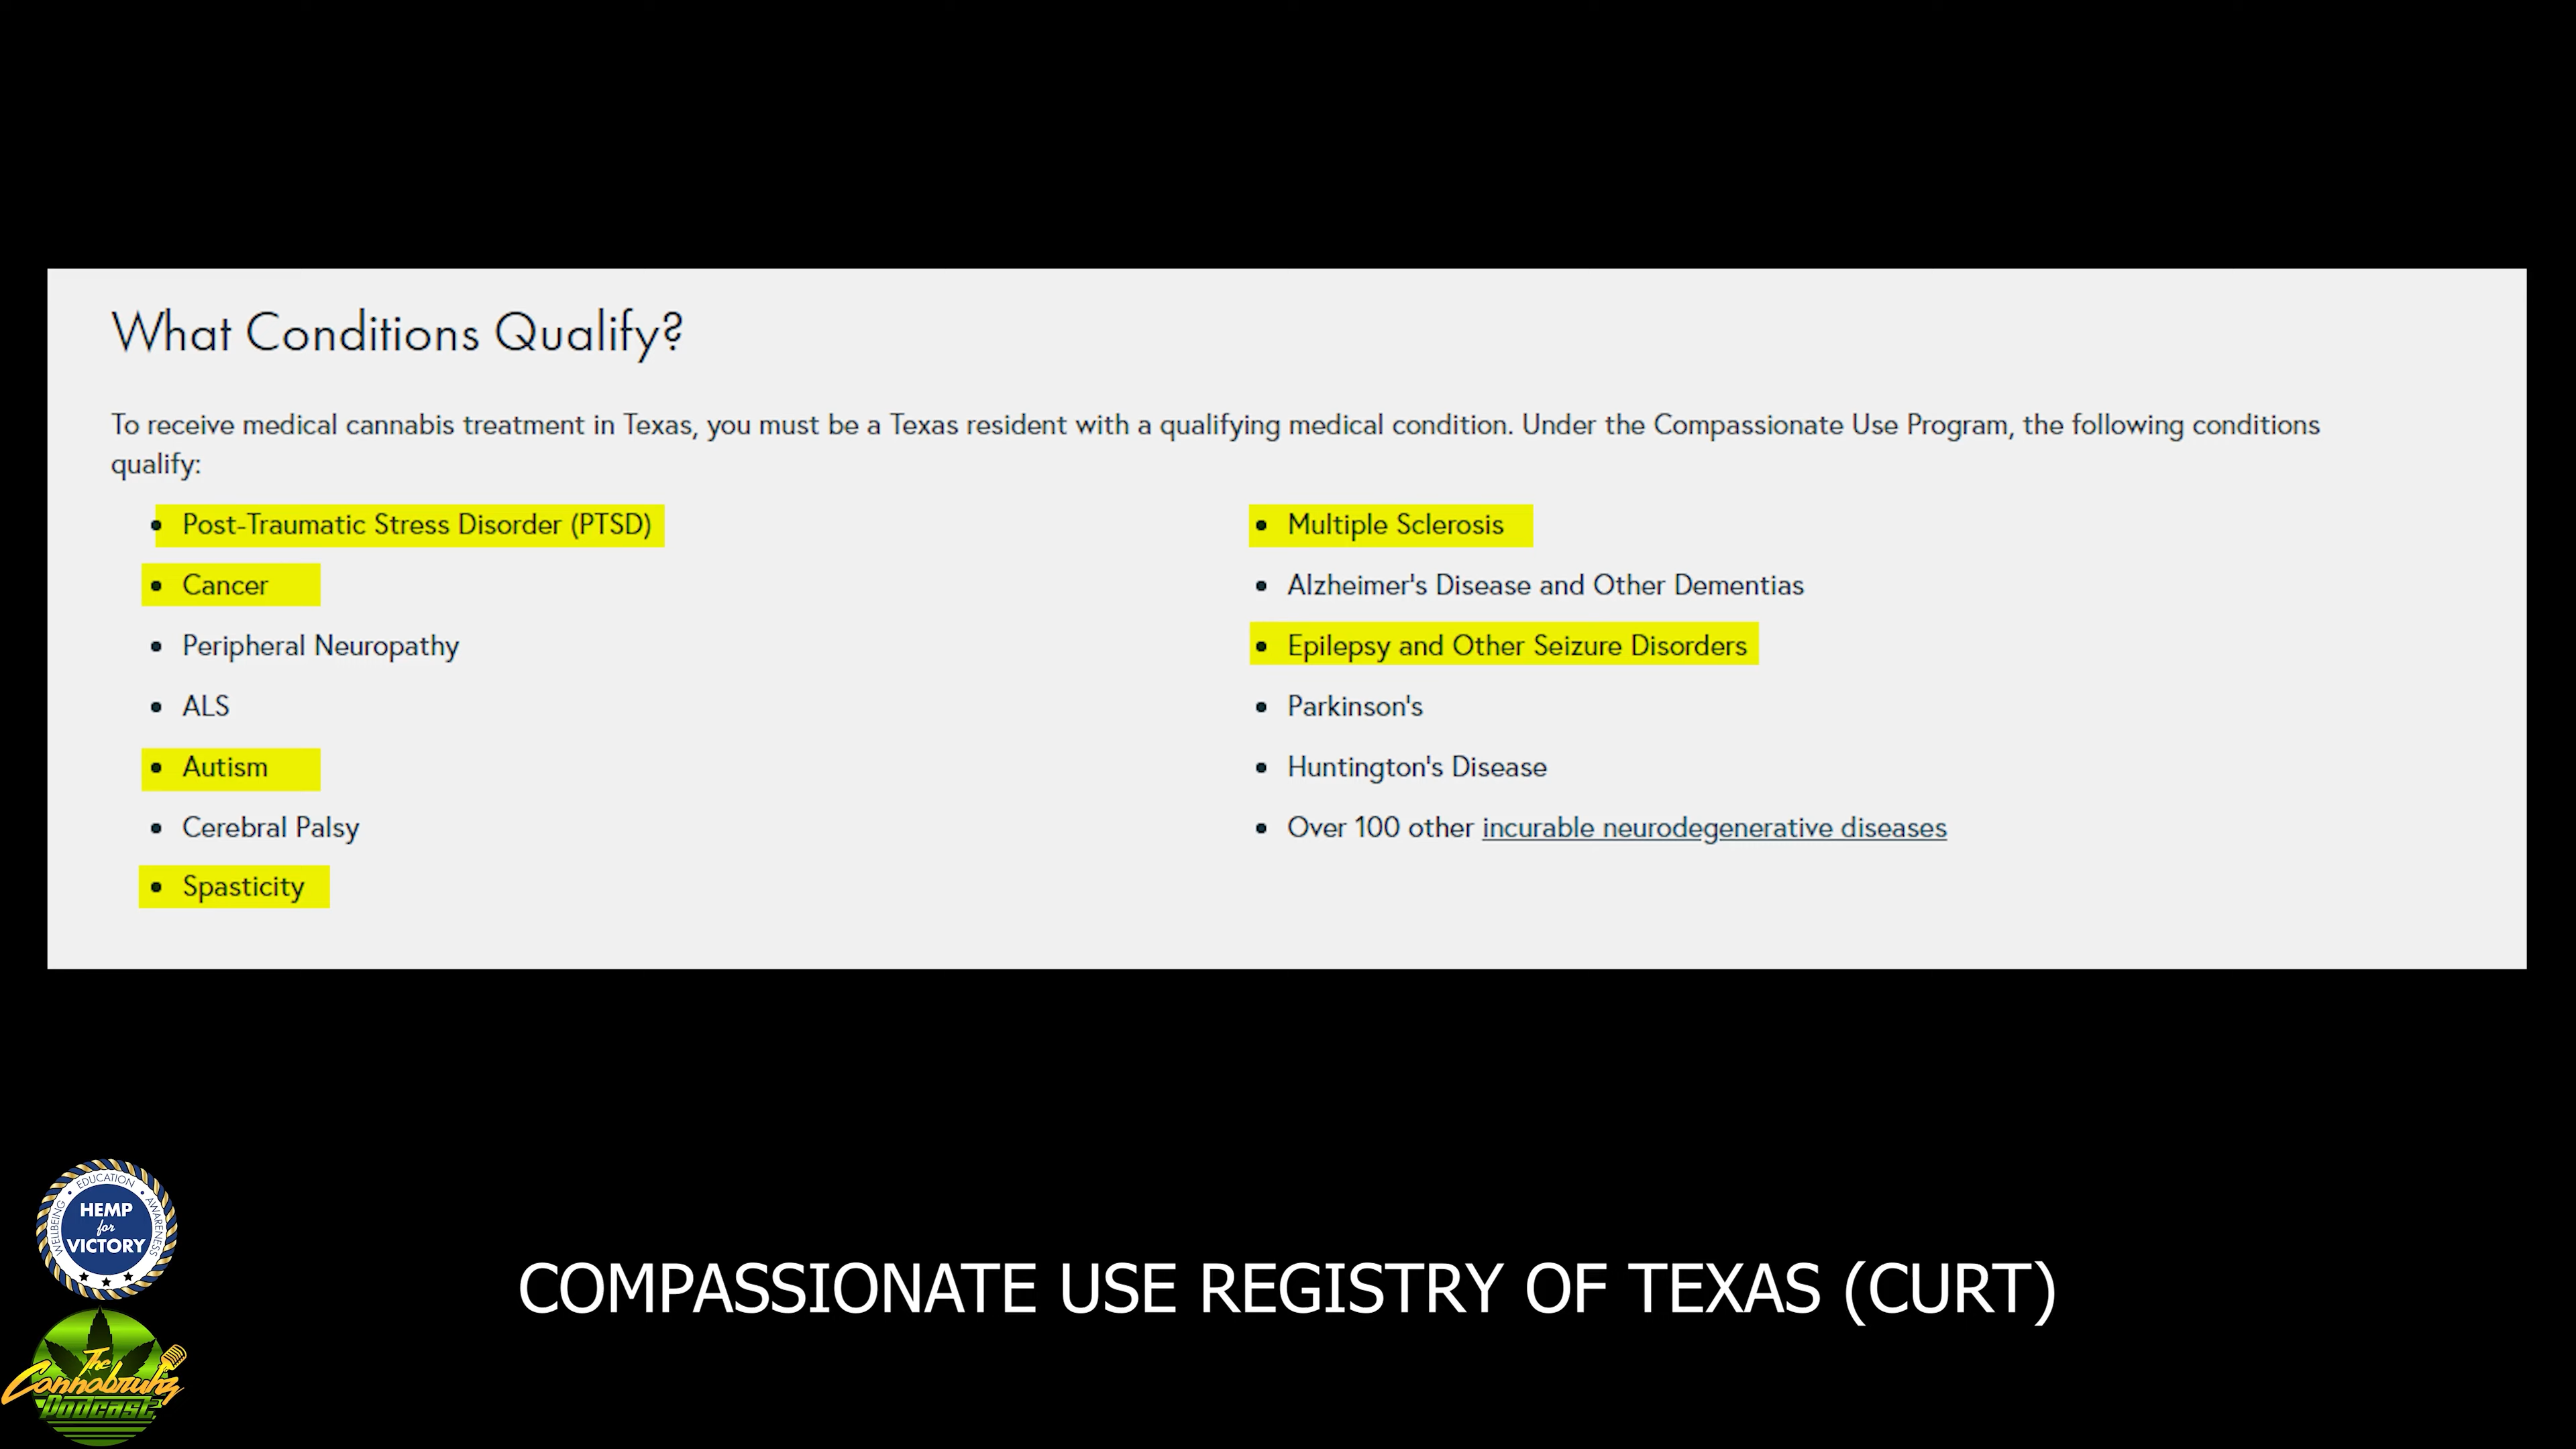 What Conditions Qualify?
To receive medical cannabis treatment in Texas, you must be a Texas resident with a qualifying medical condition. Under the Compassionate Use Program, the following conditions
qualify:
• Post-Traumatic Stress Disorder (PTSD)
• Cancer
• Peripheral Neuropathy
• ALS
• Autism
• Cerebral Palsy
• Spasticity
• Multiple Sclerosis
• Alzheimer's Disease and Other Dementias
• Epilepsy and Other Seizure Disorders
• Parkinson's
• Huntington's Disease
• Over 100 other incurable neurodegenerative diseases
WELLBEING • EDUCATION • AWARENESS
HEMP
for
VICTORY
The
Cannabruhz
Podcast
COMPASSIONATE USE REGISTRY OF TEXAS (CURT)